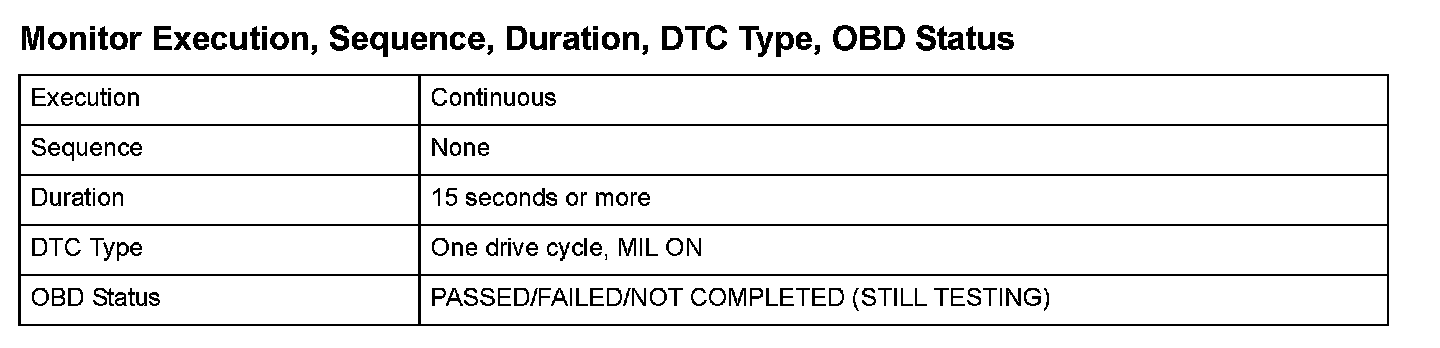 Monitor Execution, Sequence, Duration, DTC Type, OBD Status
Execution Continuous
Sequence None
Duration 15 seconds or more
DTC Type One drive cycle, MIL ON
OBD Status PASSED/FAILED/NOT COMPLETED (STILL TESTING)